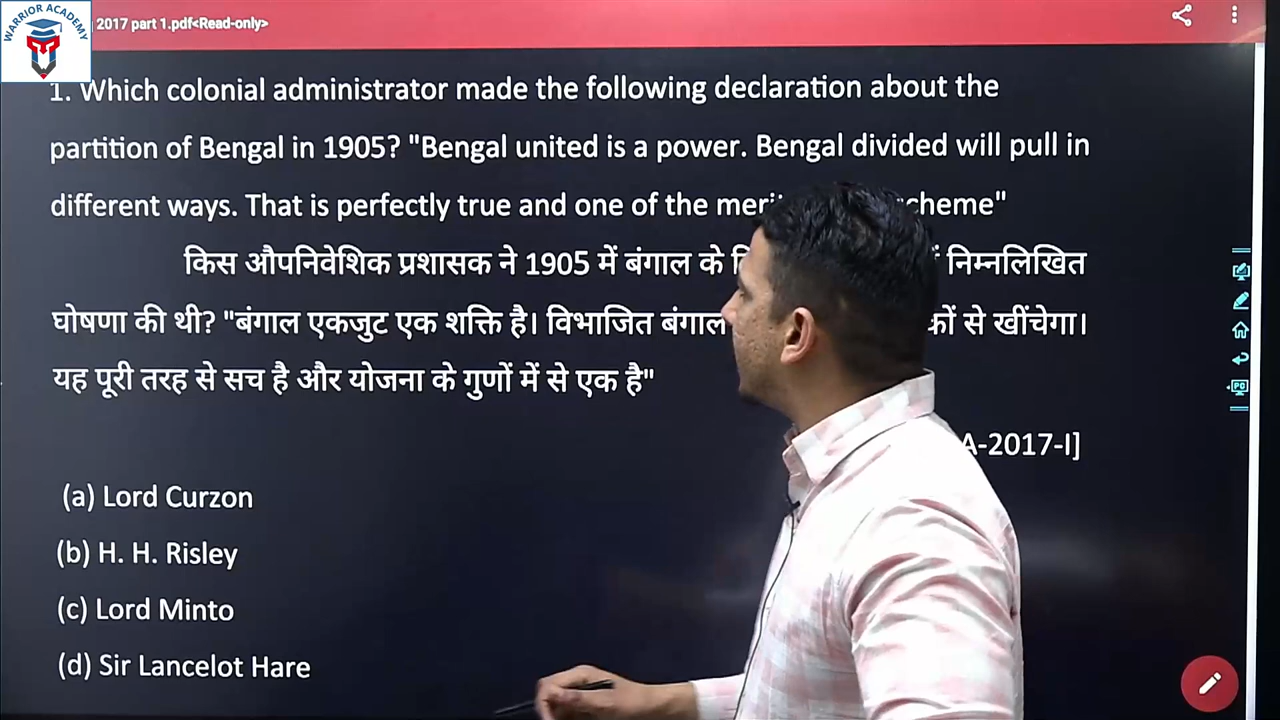 WARRIOR ACADEMY
2017 part 1.pdf<Read-only>
1. Which colonial administrator made the following declaration about the
partition of Bengal in 1905? "Bengal united is a power. Bengal divided will pull in
different ways. That is perfectly true and one of the
किस औपनिवेशिक प्रशासक ने 1905 में बंगाल के निम्नलिखित
घोषणा की थी? "बंगाल एकजुट एक शक्ति है। विभाजित बंगाल से खींचेगा।
यह पूरी तरह से सच है और योजना के गुणों में से एक है"
A-2017-I]
(a) Lord Curzon
(b) H. H. Risley
(c) Lord Minto
(d) Sir Lancelot Hare